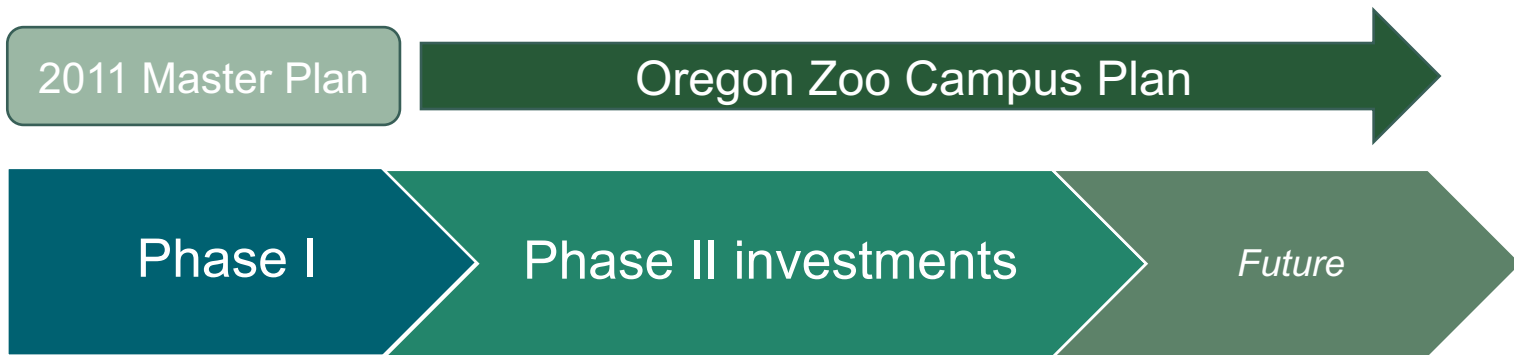 2011 Master Plan
Oregon Zoo Campus Plan
Phase I
Phase II investments
Future